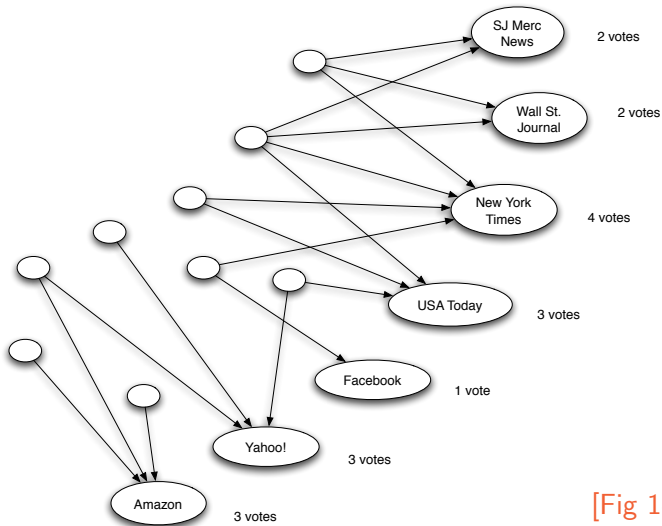 SJ Merc
News
2 votes
Wall St.
Journal
2 votes
New York
Times
4 votes
USA Today
3 votes
Facebook
1 vote
Yahoo!
3 votes
Amazon
3 votes
[Fig 1